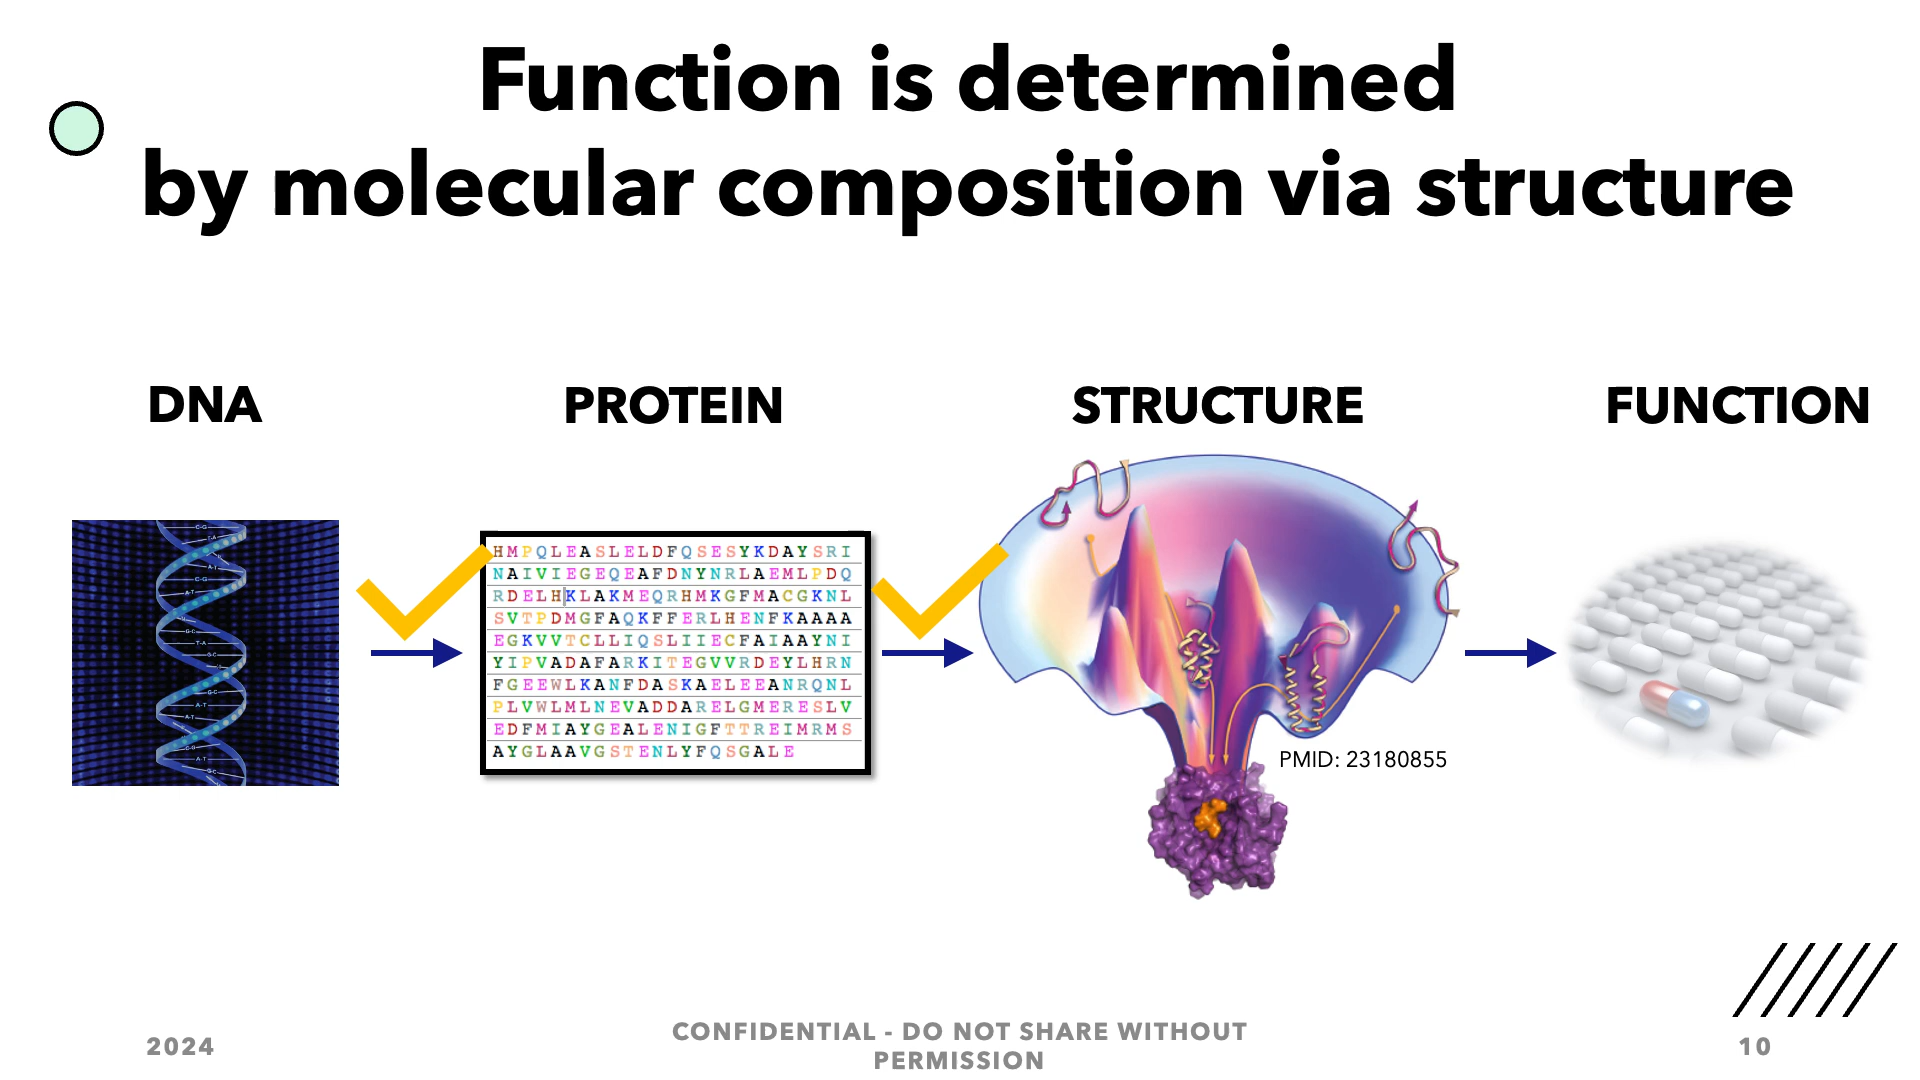 Function is determined
by molecular composition via structure
DNA
PROTEIN
STRUCTURE
FUNCTION
HMPQLEASLELDFQSESYKDAYSRI
NAIVIEGEQEAFDNYNRLAEMLPDQ
RDELHKLAKMEQRHMKGFMACGKNL
SVTPDMGFAQKFFERLHENFKAAAA
EGKVVTCLLIQSLIIECFAIAAYNI
YIPVADAFARKITEGVVRDEYLHRN
FGEEWLKANFDASKAELEEANRQNL
PLVWLMLNEVADDARELGMERESLV
EDFMIAYGEALENIGFTTREIMRMS
AYGLAAVGSTENLYFQSGALE
PMID: 23180855
2024
CONFIDENTIAL - DO NOT SHARE WITHOUT
PERMISSION
10